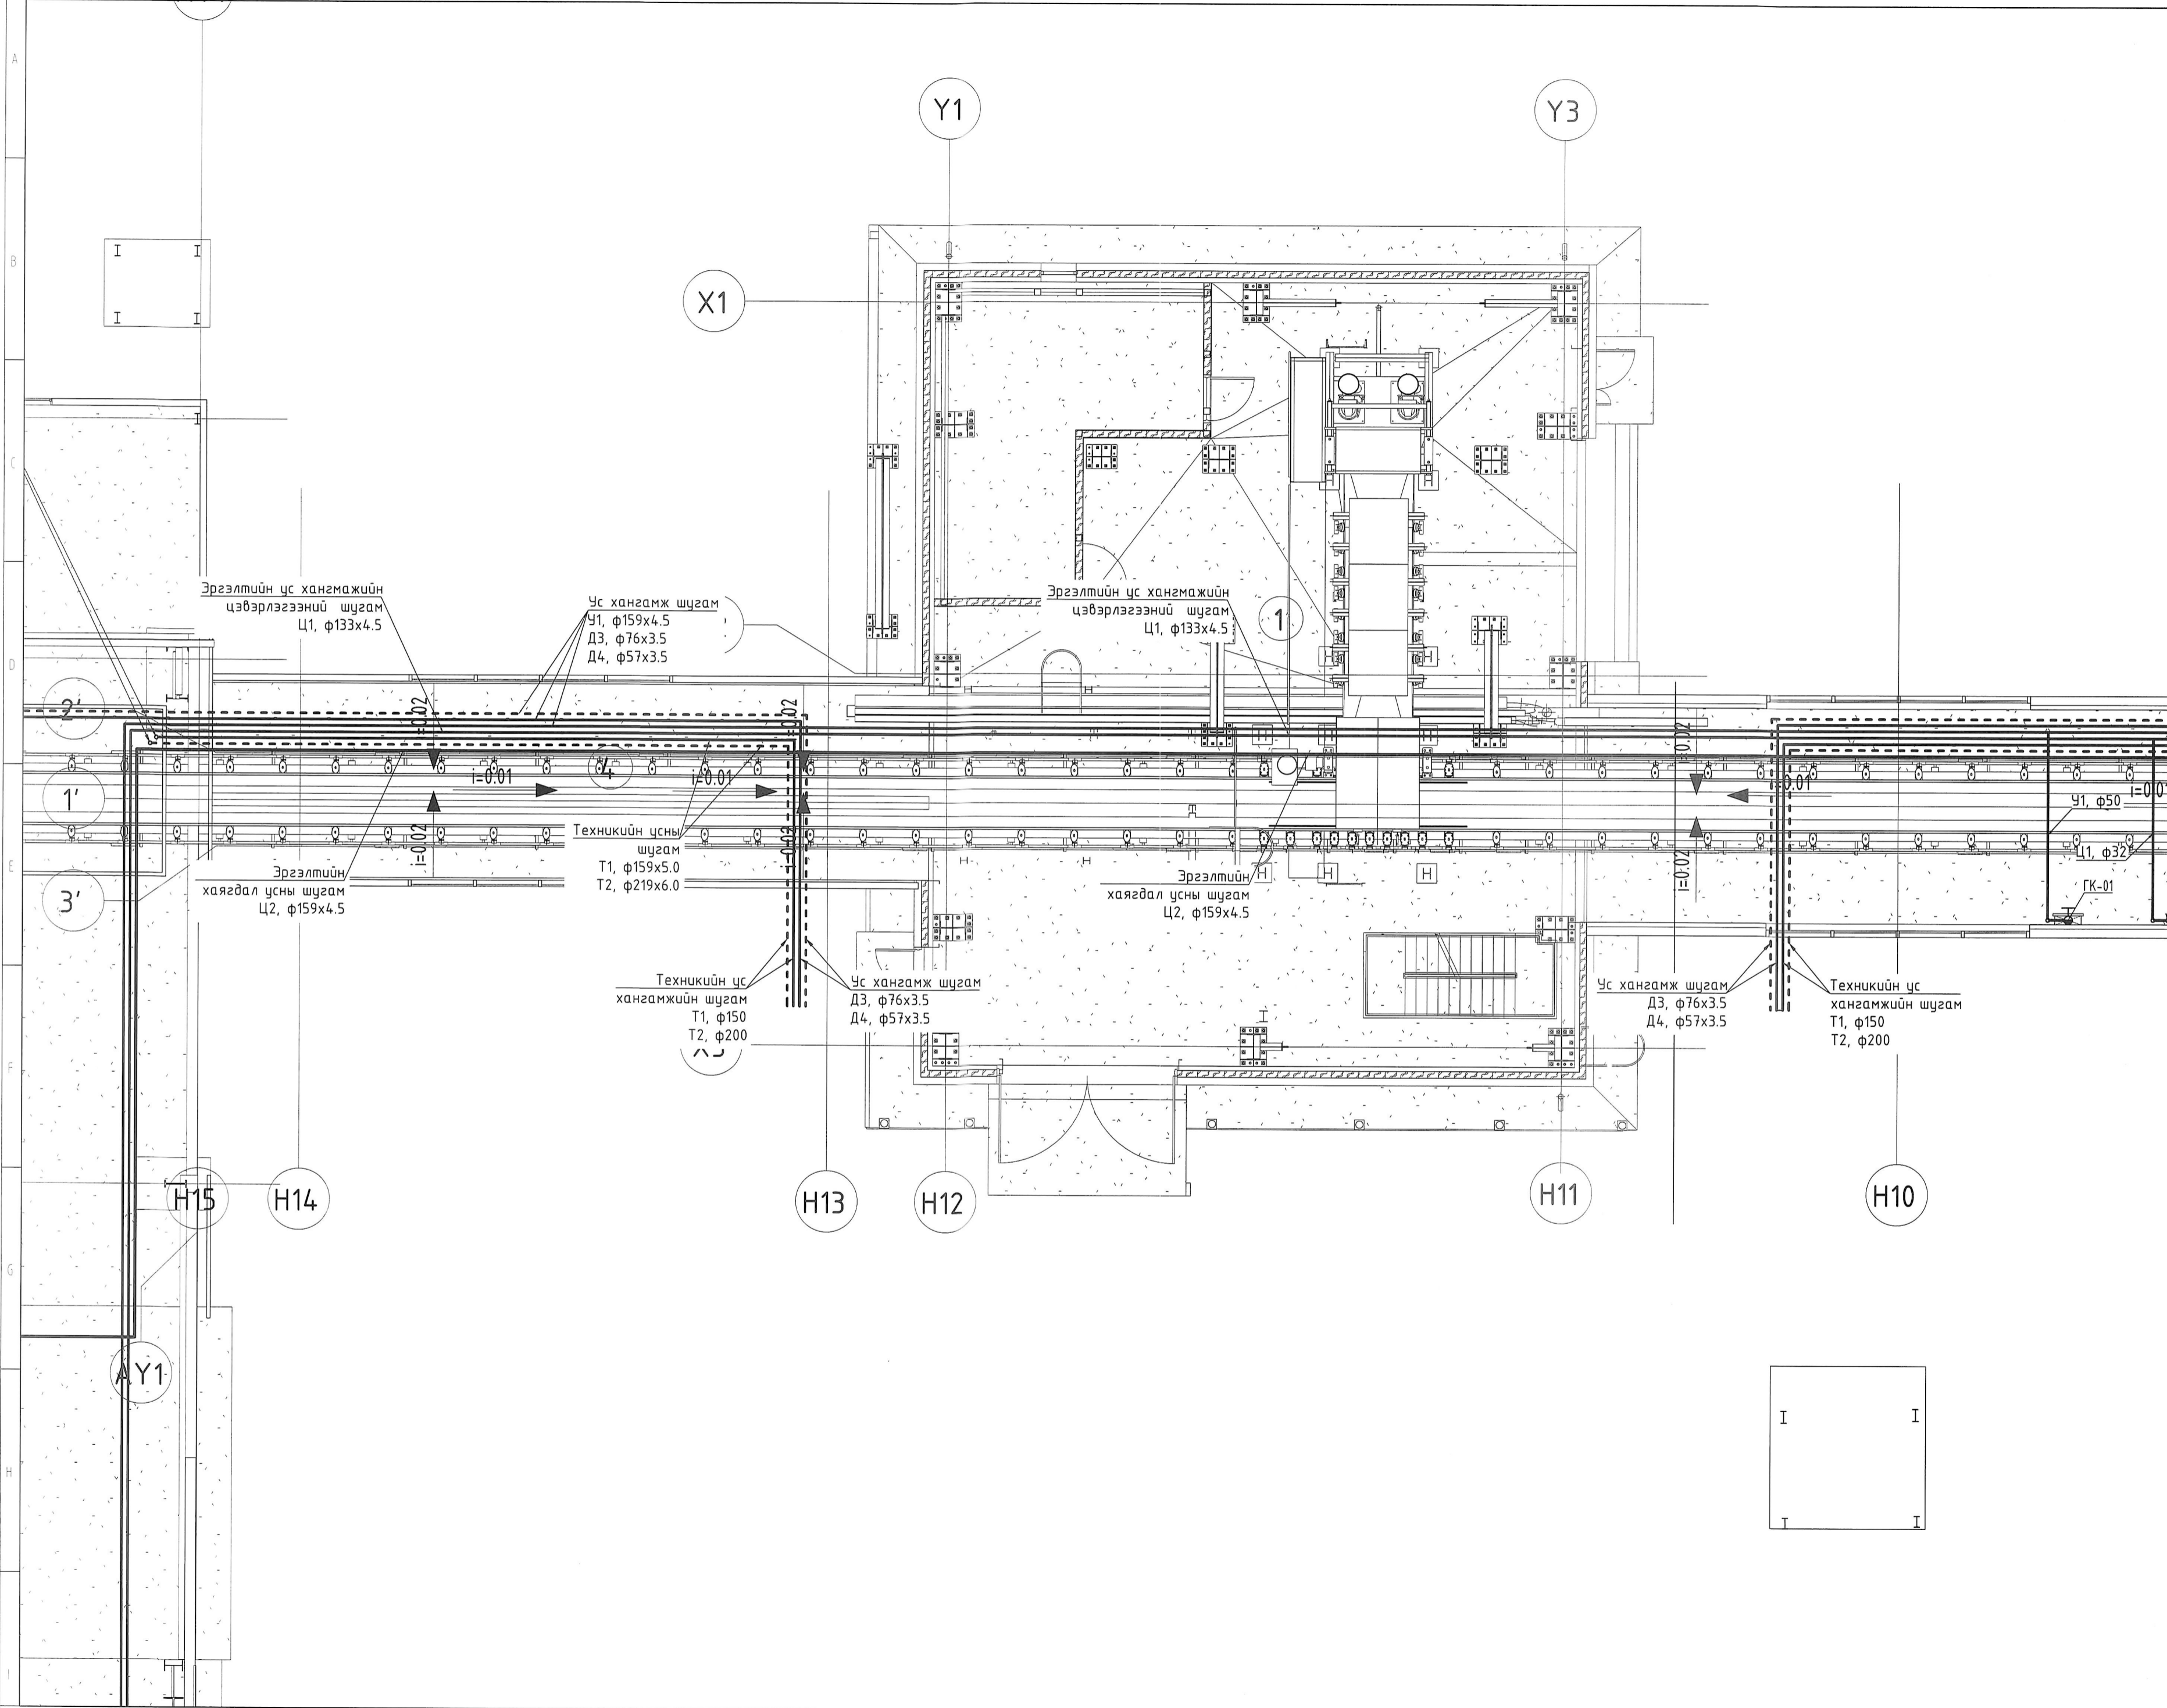 A
B
C
D
E
F
G
H
I
Y1
Y3
X1
Эргэлтийн ус хангмажийн
цэвэрлэгээний шугам
Ц1, ф133х4.5
Ус хангамж шугам
У1, ф159х4.5
Д3, ф76х3.5
Д4, ф57х3.5
Эргэлтийн ус хангмажийн
цэвэрлэгээний шугам
Ц1, ф133х4.5
1
2'
1'
3'
4
i=0.02
i=0.02
i=0.01
i=0.01
i=0.02
i=0.02
i=0.02
i=0.01
У1, ф50
Ц1, ф32
ГК-01
Техникийн усны
шугам
Т1, ф159х5.0
Т2, ф219х6.0
Эргэлтийн
хаягдал усны шугам
Ц2, ф159х4.5
Эргэлтийн
хаягдал усны шугам
Ц2, ф159х4.5
Техникийн ус
хангамжийн шугам
Т1, ф150
Т2, ф200
Ус хангамж шугам
Д3, ф76х3.5
Д4, ф57х3.5
Ус хангамж шугам
Д3, ф76х3.5
Д4, ф57х3.5
Техникийн ус
хангамжийн шугам
Т1, ф150
Т2, ф200
H15
H14
H13
H12
H11
H10
AY1